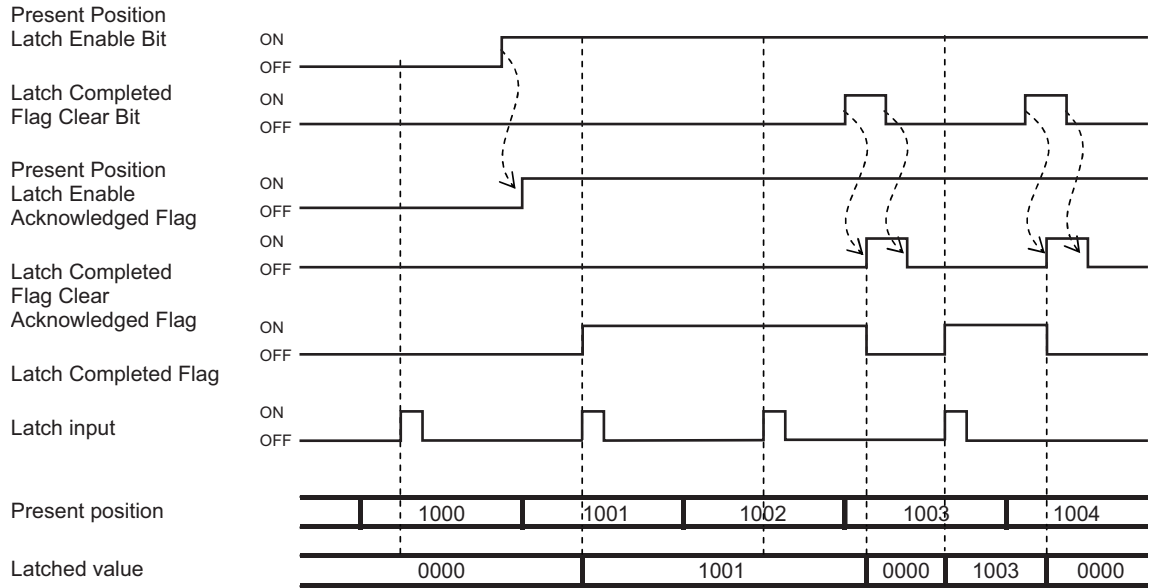 Present Position
Latch Enable Bit
ON
OFF
Latch Completed
Flag Clear Bit
ON
OFF
Present Position
Latch Enable
Acknowledged Flag
ON
OFF
ON
OFF
Latch Completed
Flag Clear
Acknowledged Flag
ON
OFF
Latch Completed Flag
Latch input
ON
OFF
Present position
1000 1001 1002 1003 1004
Latched value
0000 1001 0000 1003 0000